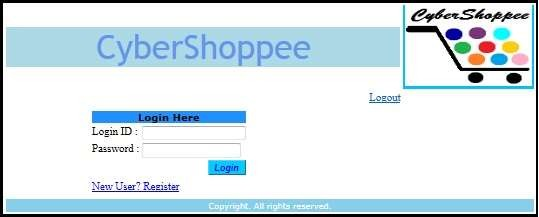 CyberShoppee
CyberShoppee
Logout
Login Here
Login ID :
Password :
Login
New User? Register
Copyright. All rights reserved.